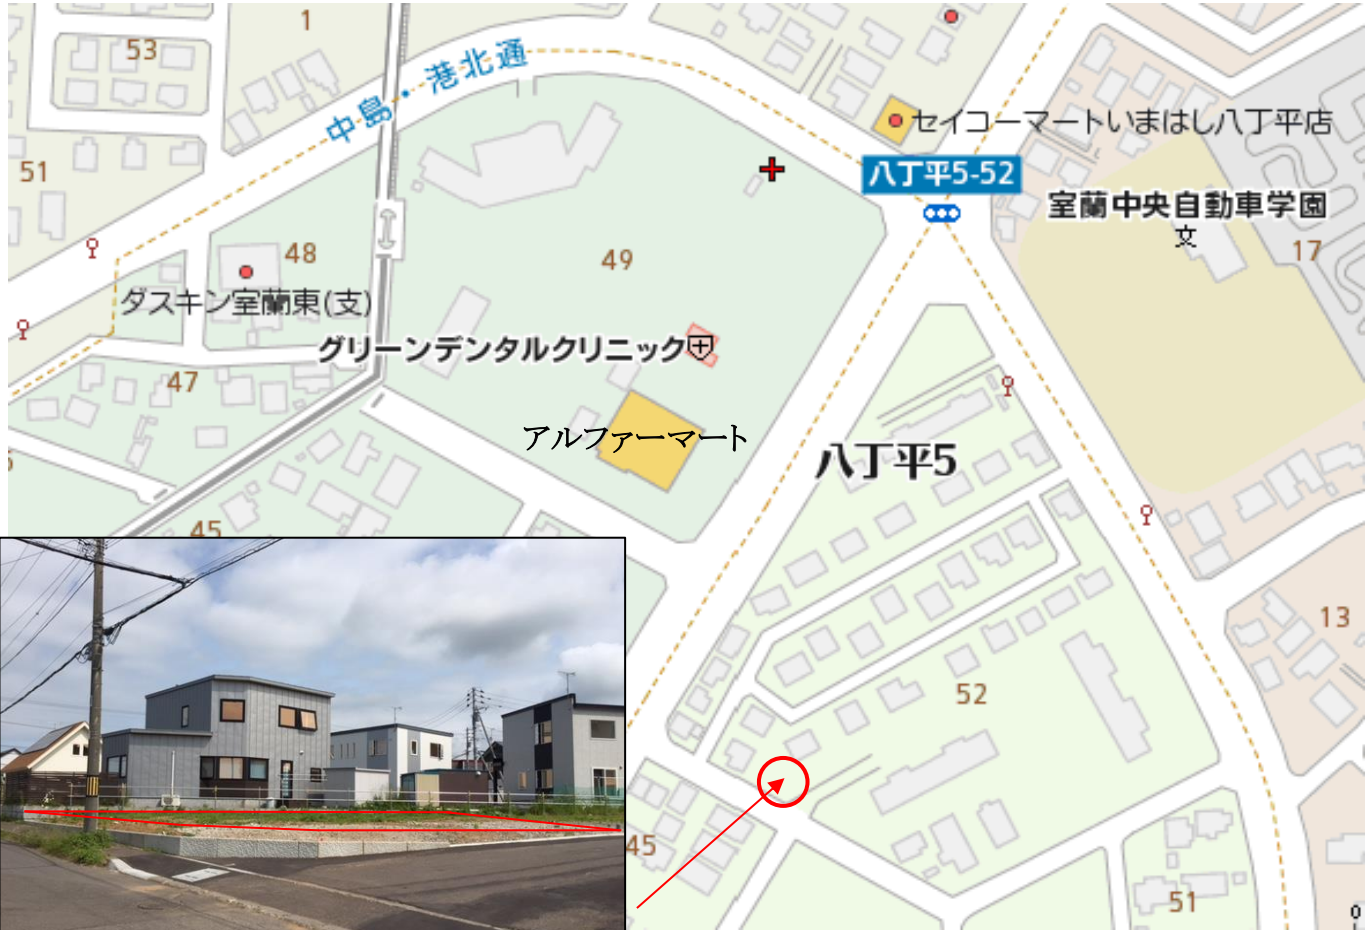 1
53
中島・港北通
セイコーマートいまはし八丁平店
51
八丁平5-52
室蘭中央自動車学園
文
48
49
17
ダスキン室蘭東(支)
グリーンデンタルクリニック
47
アルファーマート
八丁平5
45
13
52
45
51